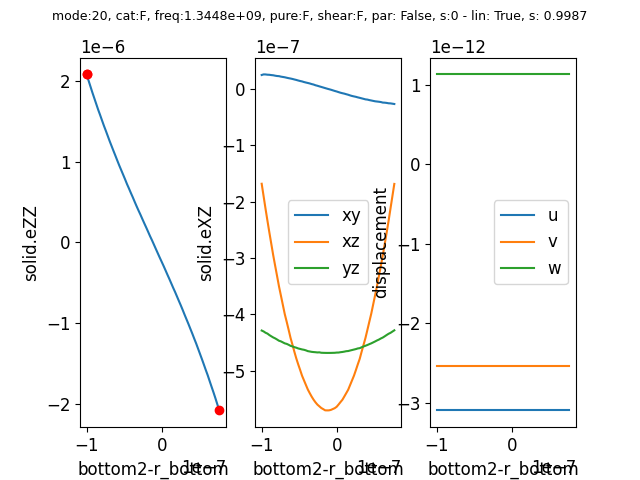 mode:20, cat:F, freq:1.3448e+09, pure:F, shear:F, par: False, s:0 - lin: True, s: 0.9987
1e−6
2
1
0
−1
−2
solid.eZZ
−1
0
1e−7
bottom2-r_bottom
1e−7
0
−1
−2
−3
−4
−5
solid.eXZ
xy
xz
yz
−1
0
1e−7
bottom2-r_bottom
1e−12
1
0
−1
−2
−3
displacement
u
v
w
−1
0
1e−7
bottom2-r_bottom